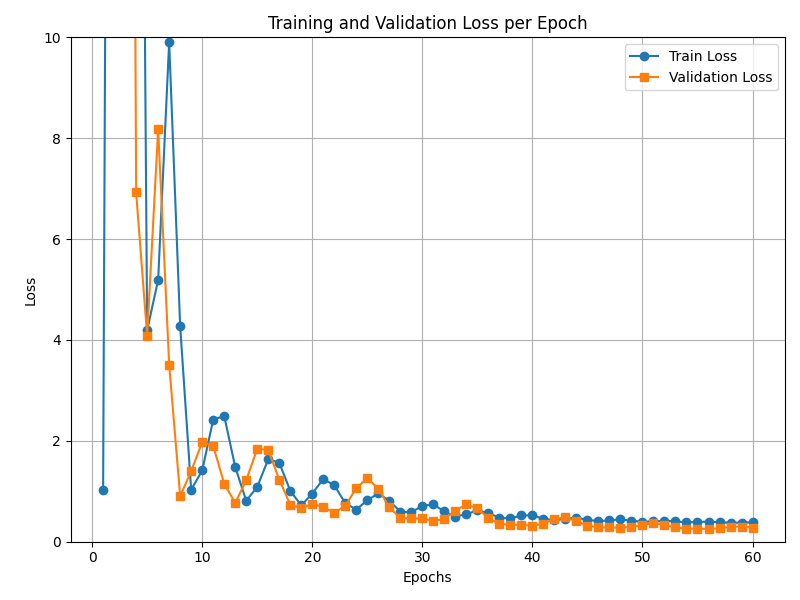 Training and Validation Loss per Epoch
Train Loss
Validation Loss
Loss
10
8
6
4
2
0
0 10 20 30 40 50 60
Epochs